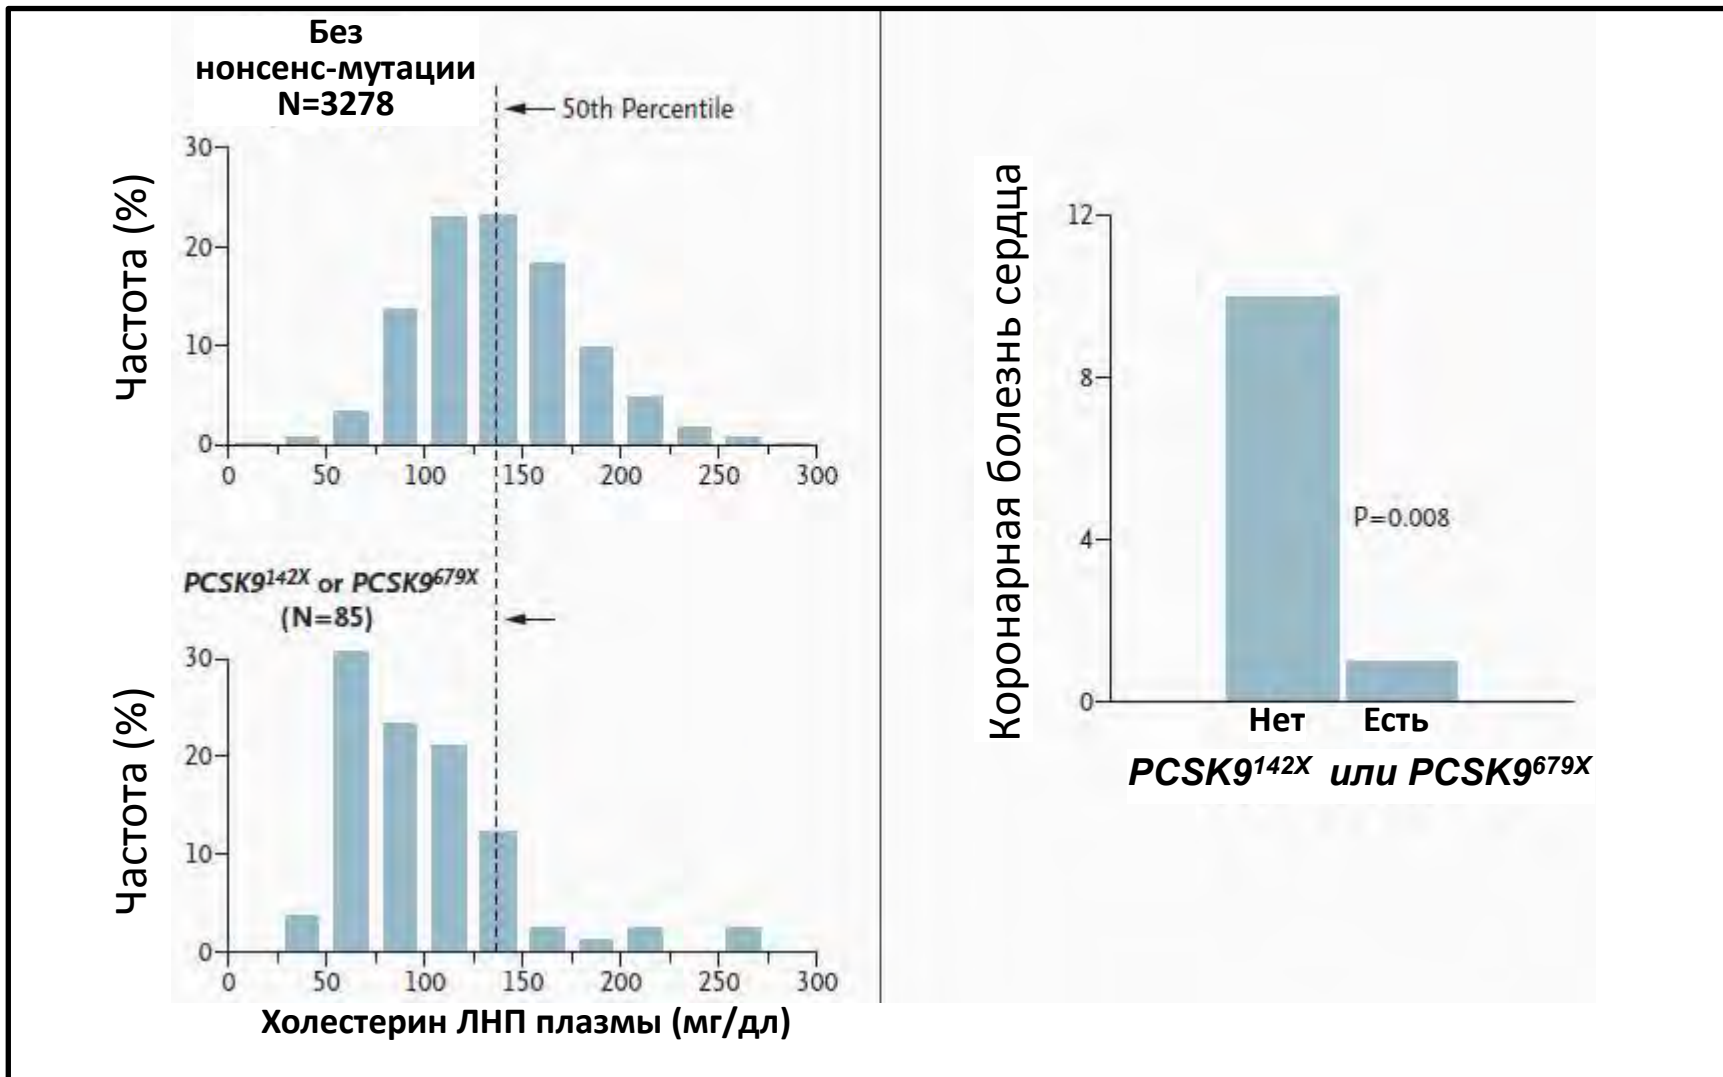 Без
нонсенс-мутации
N=3278
50th Percentile
Частота (%)
30
20
10
0
0 50 100 150 200 250 300
PCSK9142X or PCSK9679X
(N=85)
Частота (%)
30
20
10
0
0 50 100 150 200 250 300
Холестерин ЛНП плазмы (мг/дл)
Коронарная болезнь сердца
12
8
4
0
P=0.008
Нет Есть
PCSK9142X или PCSK9679X